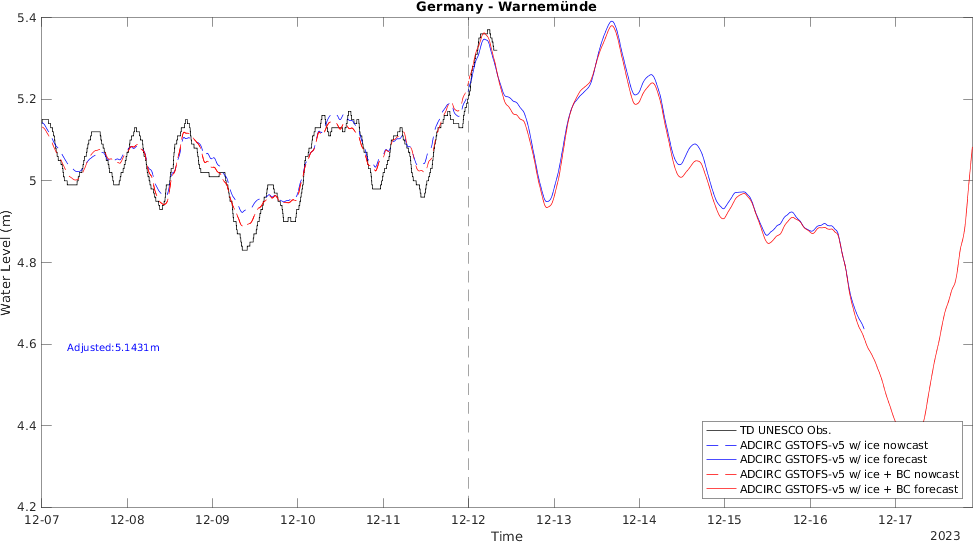 Germany - Warnemünde
5.4
5.2
5
4.8
4.6
4.4
4.2
Water Level (m)
Adjusted:5.1431m
TD UNESCO Obs.
ADCIRC GSTOFS-v5 w/ ice nowcast
ADCIRC GSTOFS-v5 w/ ice forecast
ADCIRC GSTOFS-v5 w/ ice + BC nowcast
ADCIRC GSTOFS-v5 w/ ice + BC forecast
12-07 12-08 12-09 12-10 12-11 12-12 12-13 12-14 12-15 12-16 12-17
Time
2023